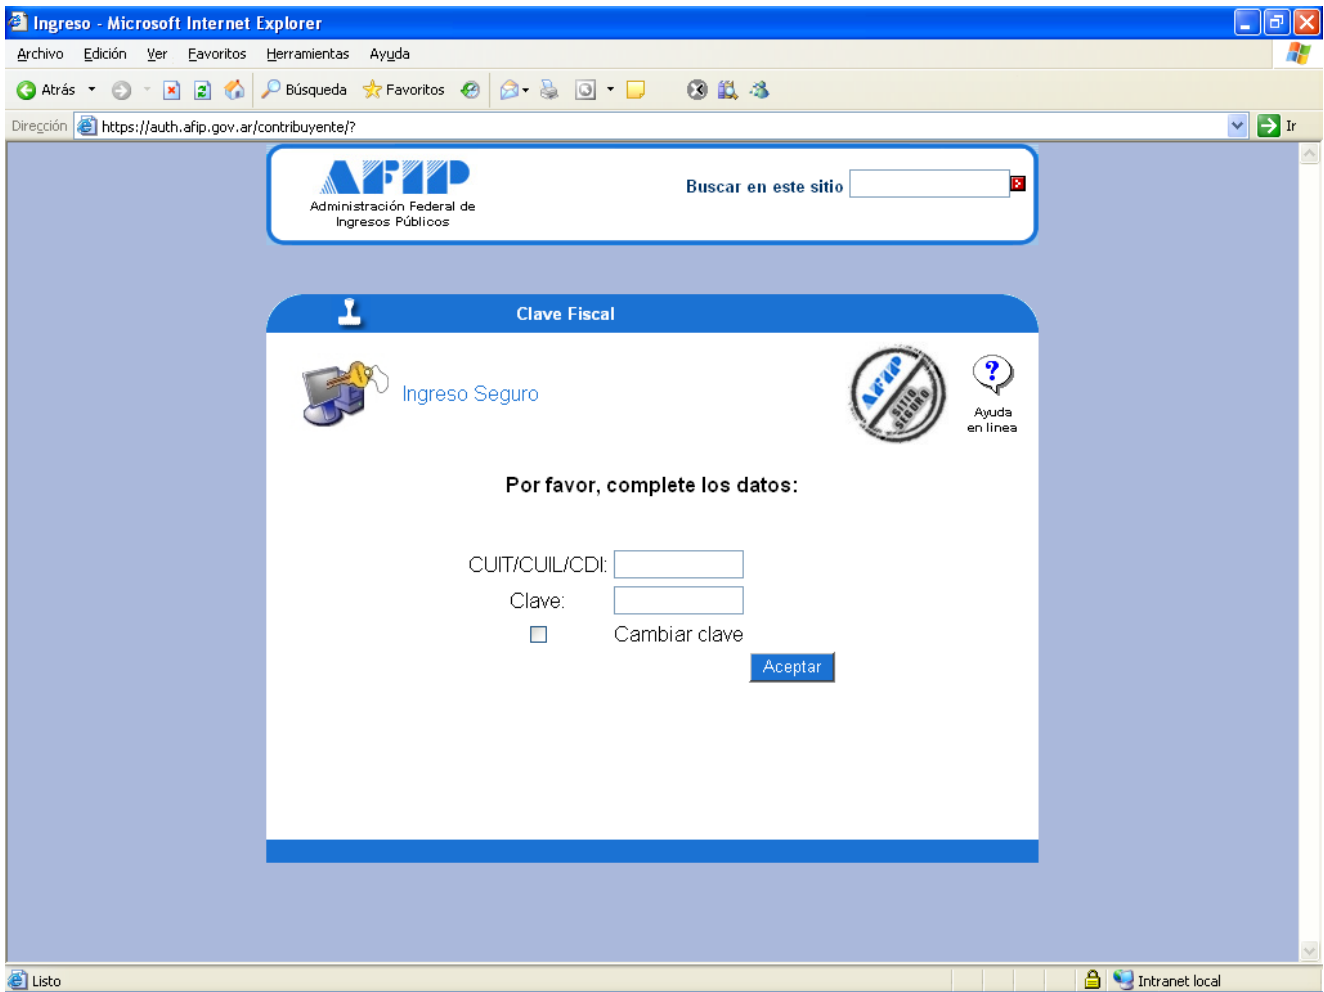 Ingreso - Microsoft Internet Explorer
Archivo Edición Ver Favoritos Herramientas Ayuda
Atrás Búsqueda Favoritos
Dirección https://auth.afip.gov.ar/contribuyente/? Ir
AFIP
Administración Federal de
Ingresos Públicos
Buscar en este sitio
Clave Fiscal
Ingreso Seguro
AFIP
SITIO
SEGURO
?
Ayuda
en linea
Por favor, complete los datos:
CUIT/CUIL/CDI:
Clave:
Cambiar clave
Aceptar
Listo Intranet local